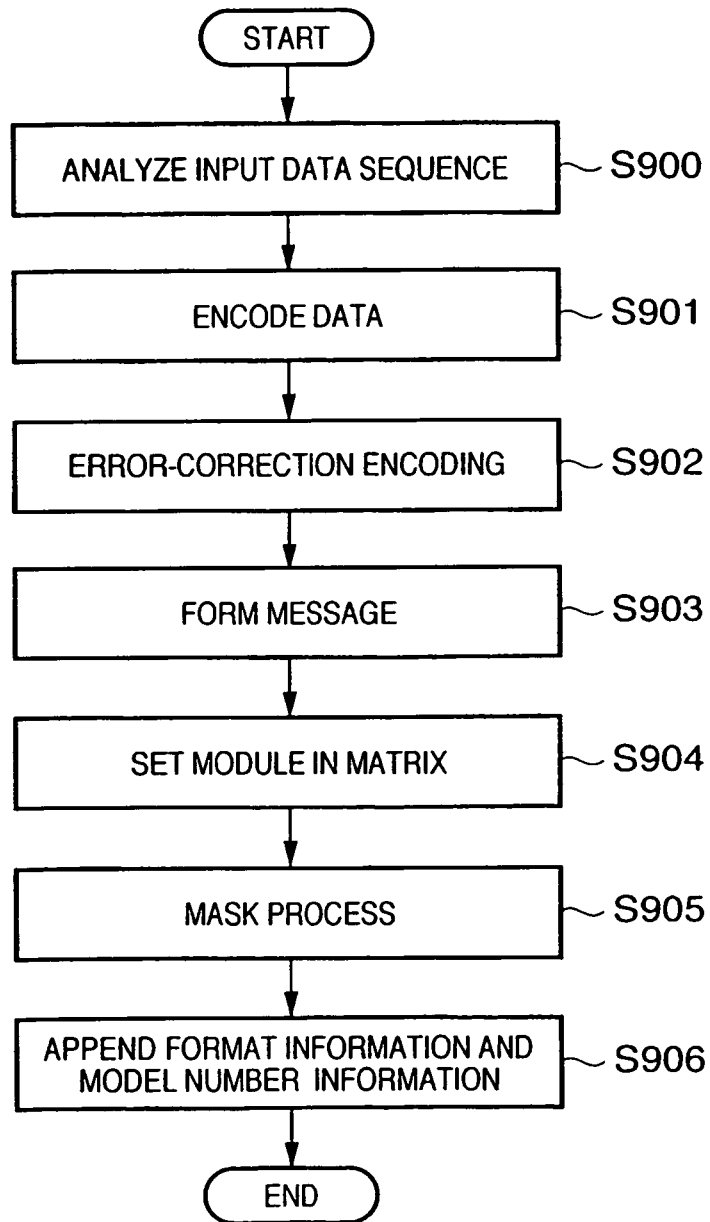 START
ANALYZE INPUT DATA SEQUENCE
S900
ENCODE DATA
S901
ERROR-CORRECTION ENCODING
S902
FORM MESSAGE
S903
SET MODULE IN MATRIX
S904
MASK PROCESS
S905
APPEND FORMAT INFORMATION AND
MODEL NUMBER INFORMATION
S906
END